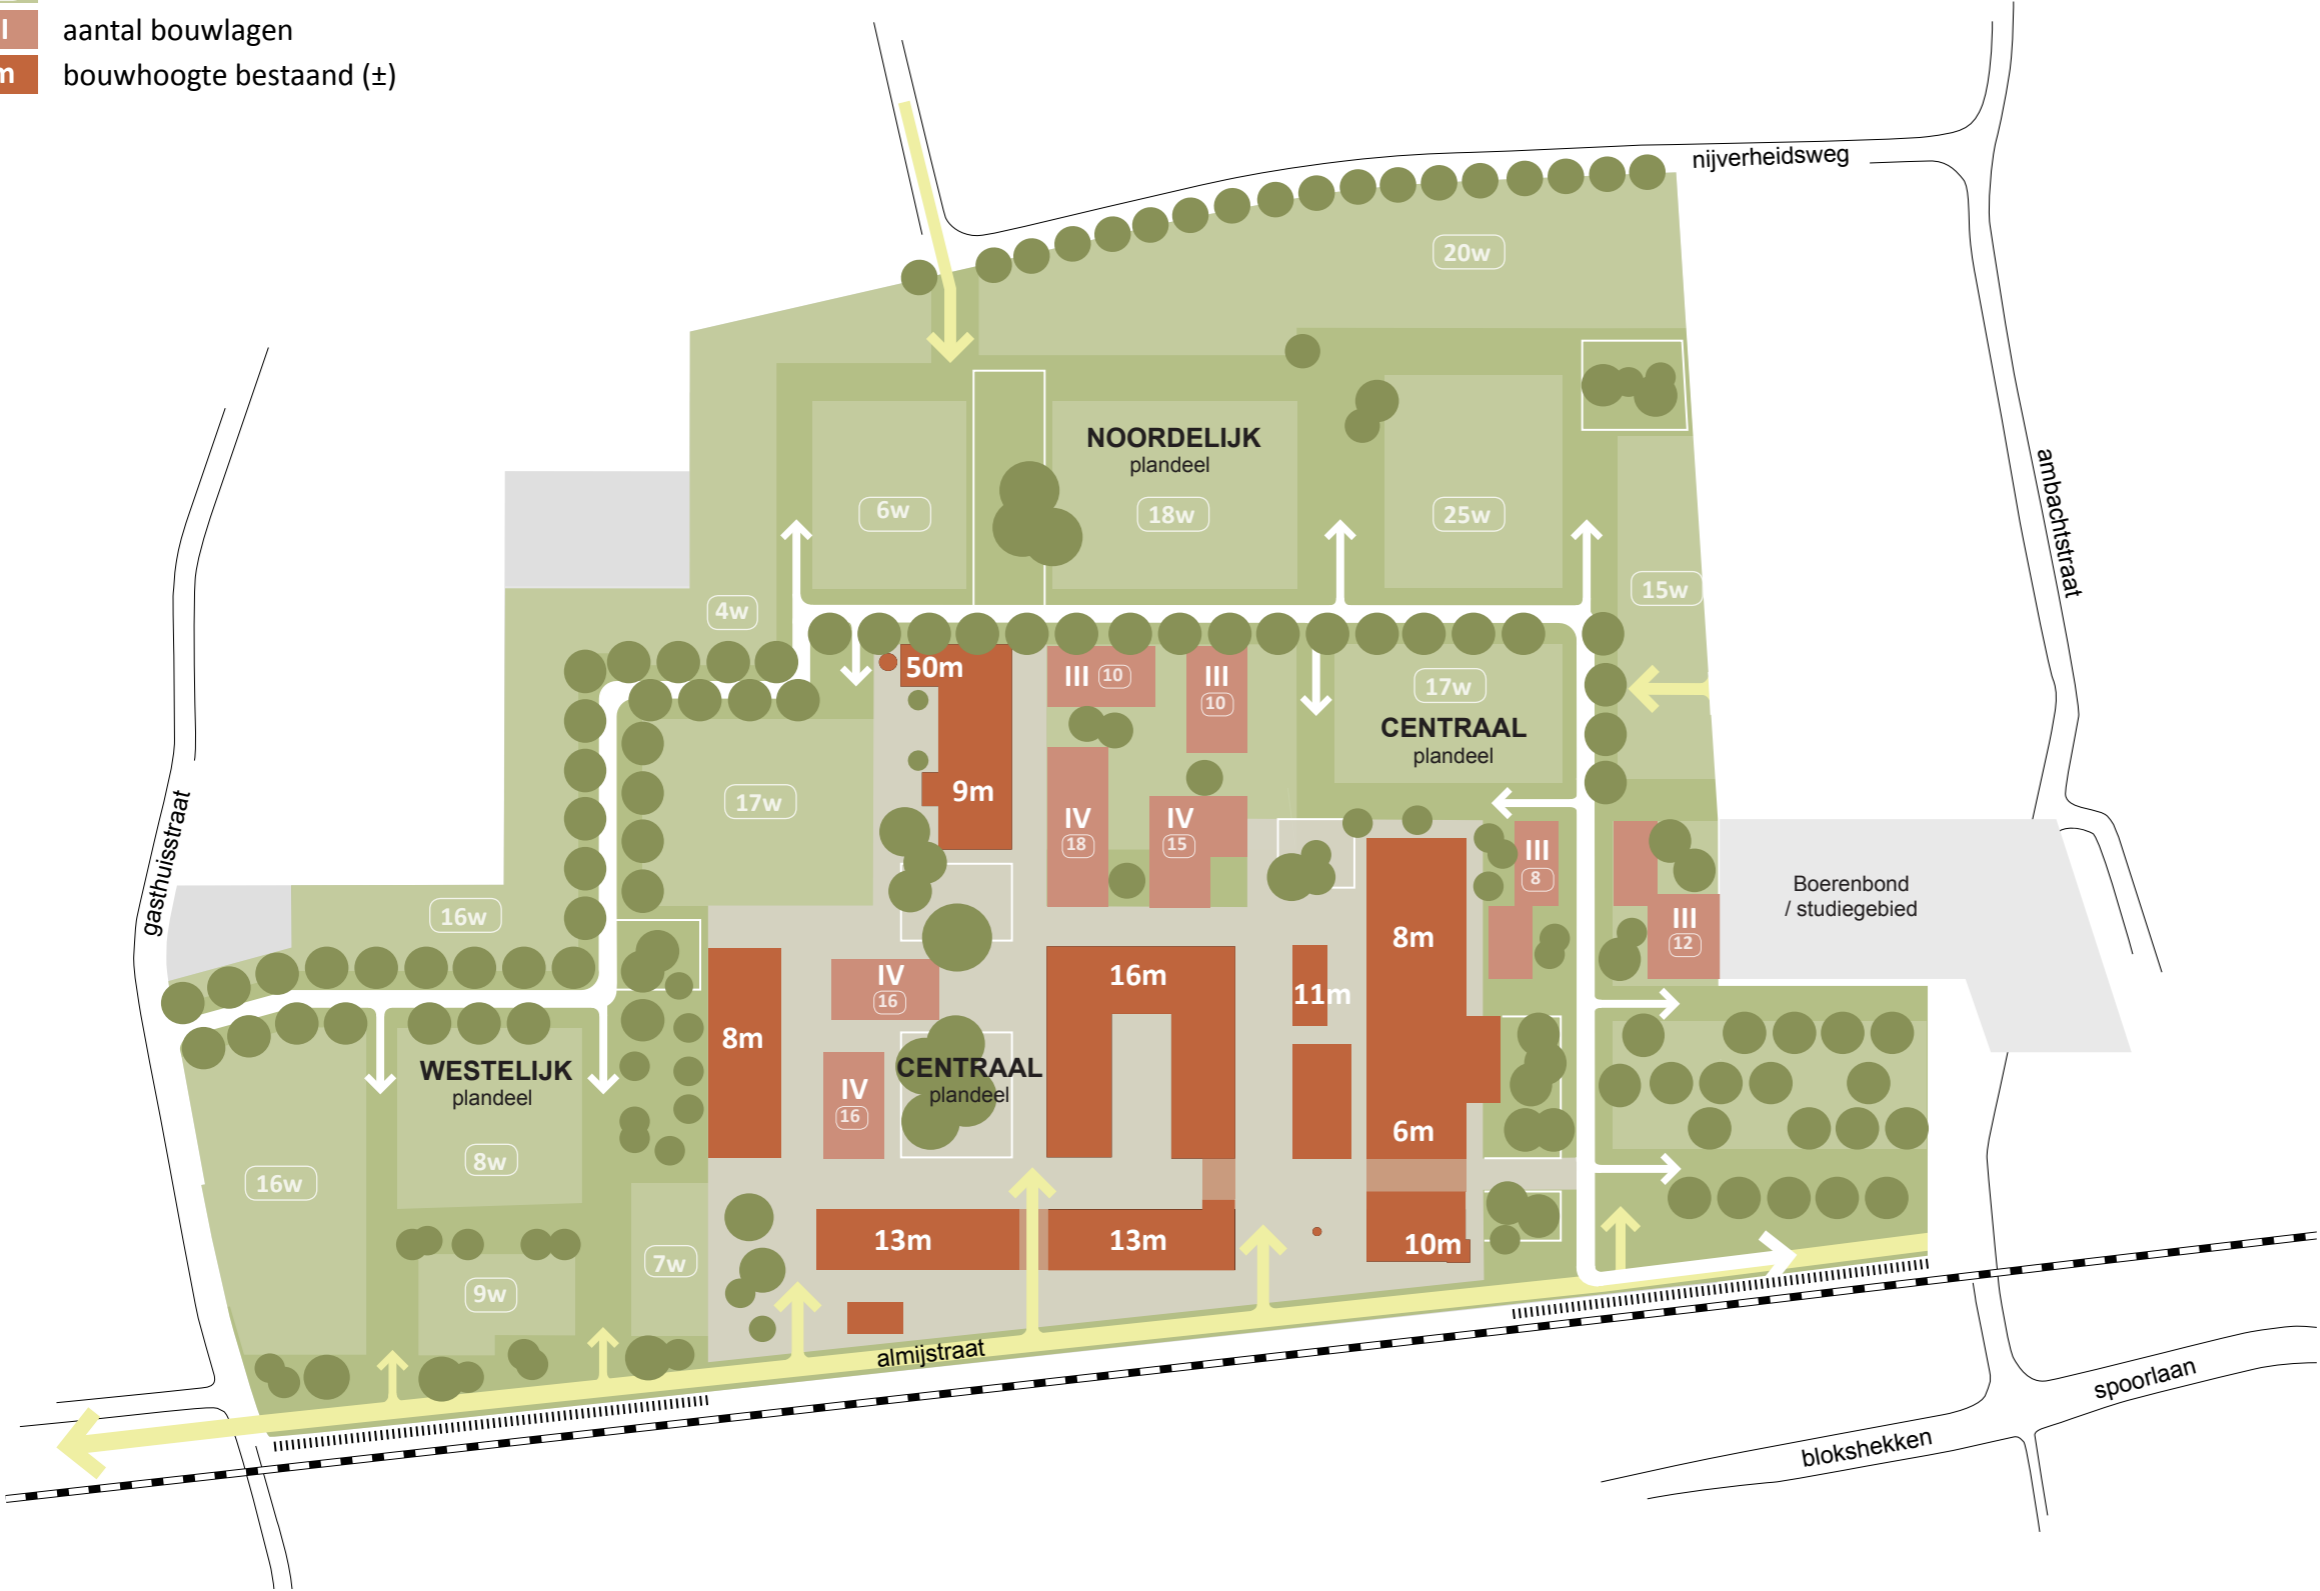 l aantal bouwlagen
m bouwhoogte bestaand (±)
nijverheidsweg
20w
NOORDELIJK
plandeel
6w
18w
25w
ambachtstraat
15w
4w
50m
III 10
III
10
17w
CENTRAAL
plandeel
9m
17w
IV
18
IV
15
III
8
gasthuisstraat
Boerenbond
/ studiegebied
16w
III
12
8m
16m
IV
16
11m
8m
WESTELIJK
plandeel
CENTRAAL
plandeel
IV
16
6m
8w
16w
13m
13m
10m
7w
9w
almijstraat
spoorlaan
blokshekken